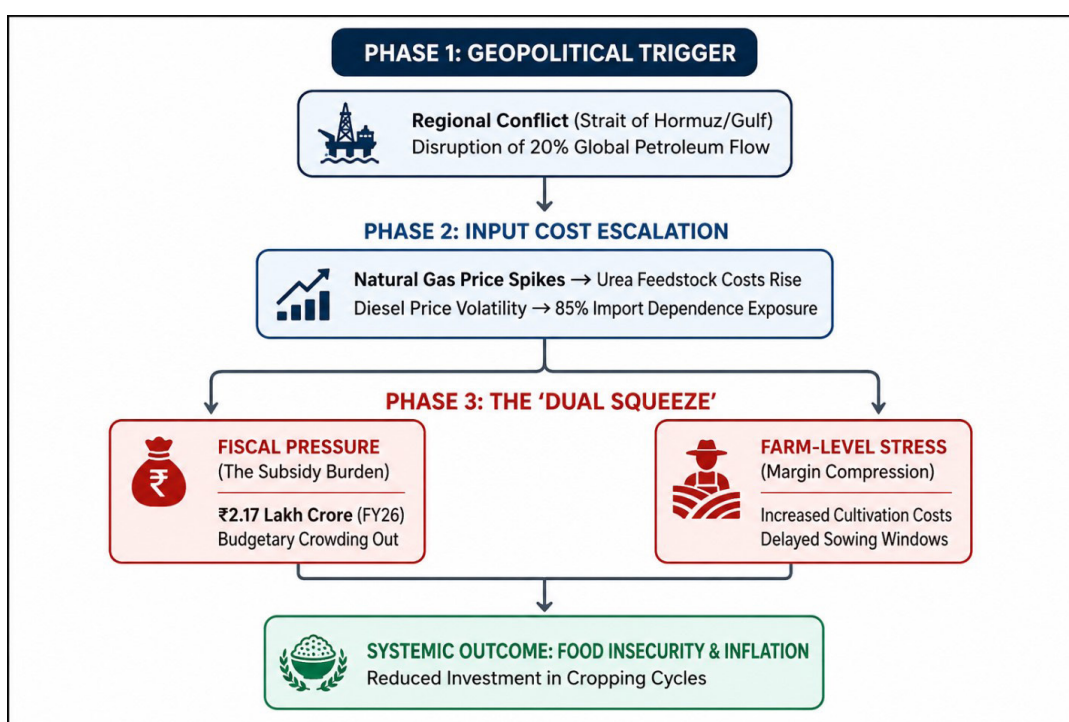 PHASE 1: GEOPOLITICAL TRIGGER
Regional Conflict (Strait of Hormuz/Gulf)
Disruption of 20% Global Petroleum Flow
PHASE 2: INPUT COST ESCALATION
Natural Gas Price Spikes → Urea Feedstock Costs Rise
Diesel Price Volatility → 85% Import Dependence Exposure
PHASE 3: THE ‘DUAL SQUEEZE’
FISCAL PRESSURE
(The Subsidy Burden)
₹2.17 Lakh Crore (FY26)
Budgetary Crowding Out
₹
FARM-LEVEL STRESS
(Margin Compression)
Increased Cultivation Costs
Delayed Sowing Windows
SYSTEMIC OUTCOME: FOOD INSECURITY & INFLATION
Reduced Investment in Cropping Cycles